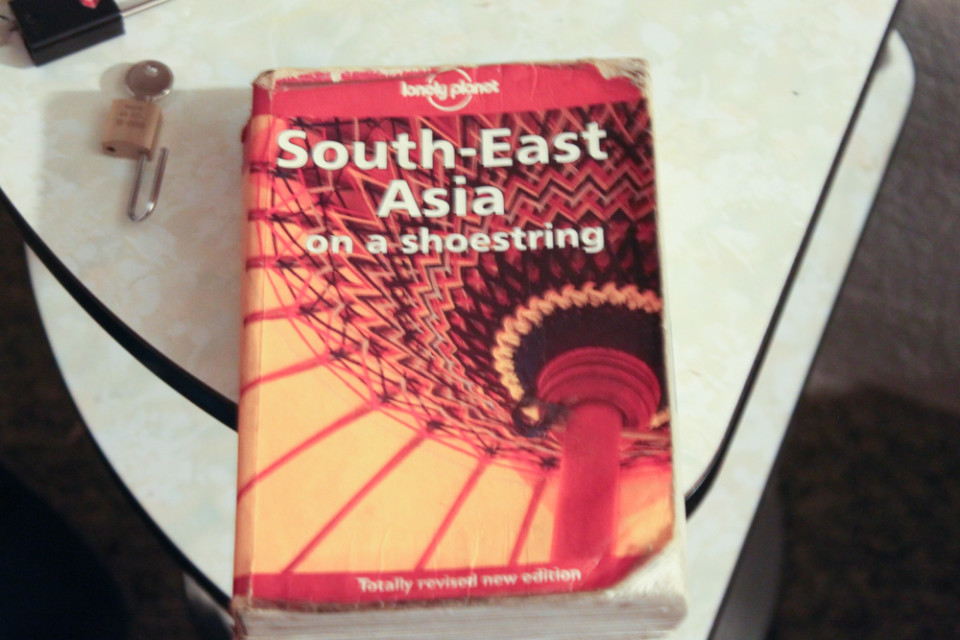 lonely planet
South-East
Asia
on a shoestring
Totally revised new edition